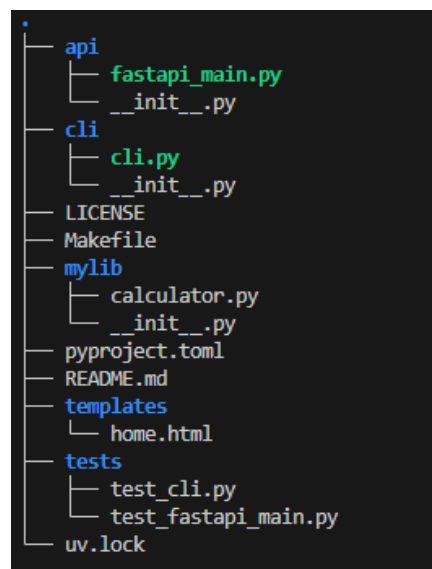 .
├── api
│   ├── fastapi_main.py
│   └── __init__.py
├── cli
│   ├── cli.py
│   └── __init__.py
├── LICENSE
├── Makefile
├── mylib
│   ├── calculator.py
│   └── __init__.py
├── pyproject.toml
├── README.md
├── templates
│   └── home.html
├── tests
│   ├── test_cli.py
│   └── test_fastapi_main.py
└── uv.lock